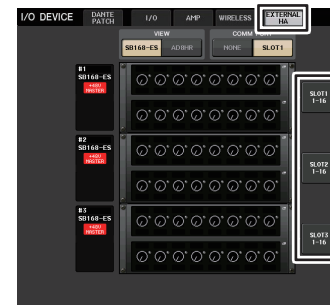 I/O DEVICE
DANTE PATCH
I/O
AMP
WIRELESS
EXTERNAL HA
VIEW
COMM PORT
SB168-ES
AD8HR
NONE
SLOT1
#1
SB168-ES
+48V MASTER
SLOT1
1-16
#2
SB168-ES
+48V MASTER
SLOT2
1-16
#3
SB168-ES
+48V MASTER
SLOT3
1-16